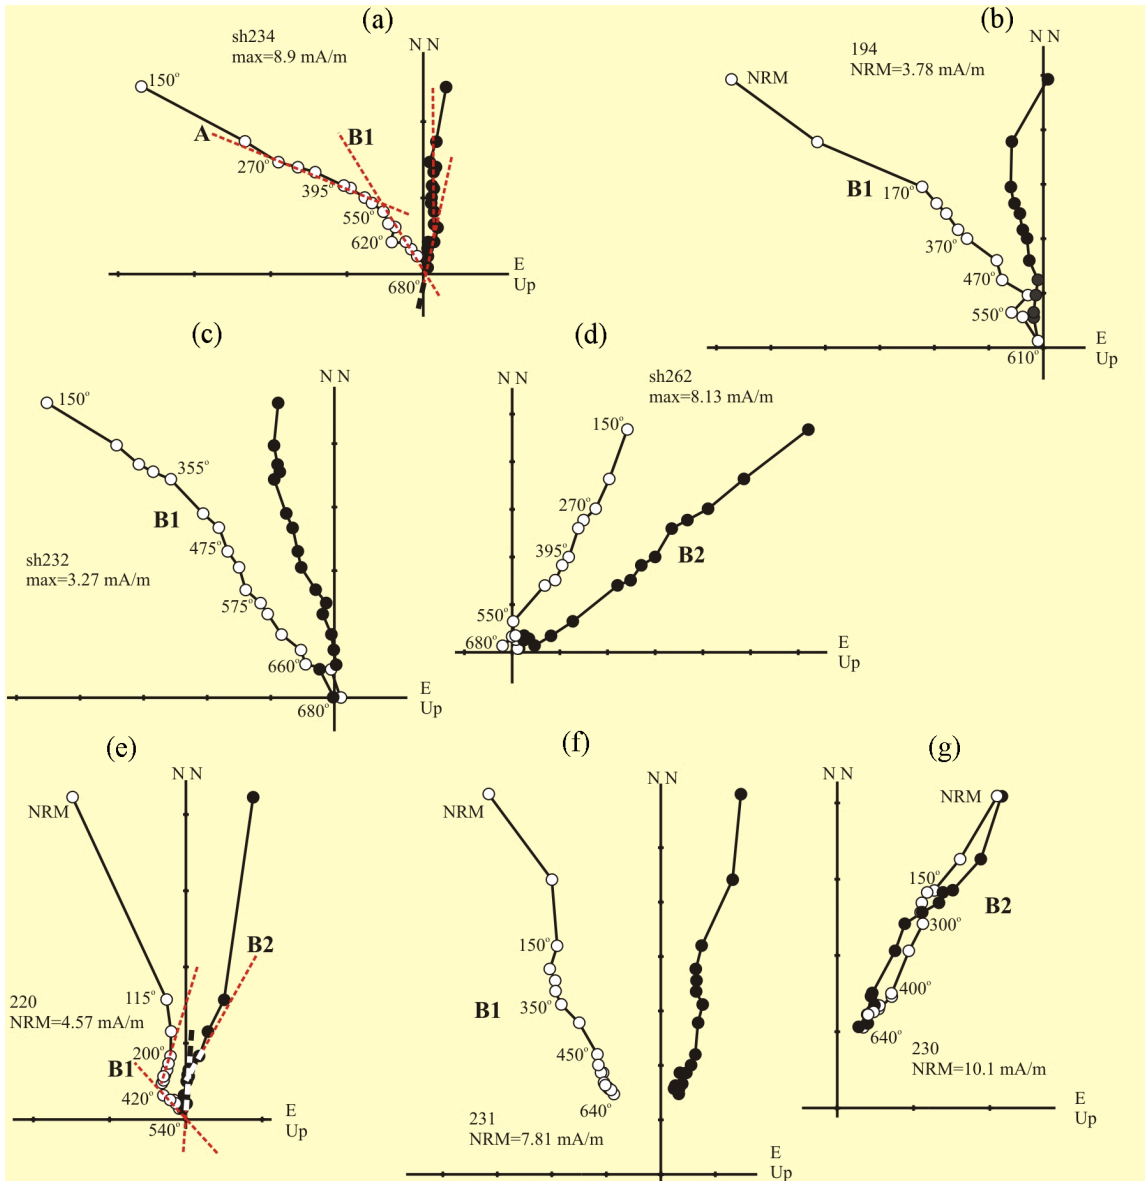 (a)
sh234
max=8.9 mA/m
N N
150°
A
B1
270°
395°
550°
620°
680°
E
Up
(b)
194
NRM=3.78 mA/m
N N
NRM
B1
170°
370°
470°
550°
610°
E
Up
(c)
N N
150°
355°
B1
475°
sh232
max=3.27 mA/m
575°
660°
680°
E
Up
(d)
N N
sh262
max=8.13 mA/m
150°
270°
395°
B2
550°
680°
E
Up
(e)
N N
NRM
B2
115°
220
NRM=4.57 mA/m
200°
B1
420°
540°
E
Up
(f)
N N
NRM
150°
B1
350°
450°
640°
231
NRM=7.81 mA/m
E
Up
(g)
N N
NRM
150°
B2
300°
400°
640°
230
NRM=10.1 mA/m
E
Up